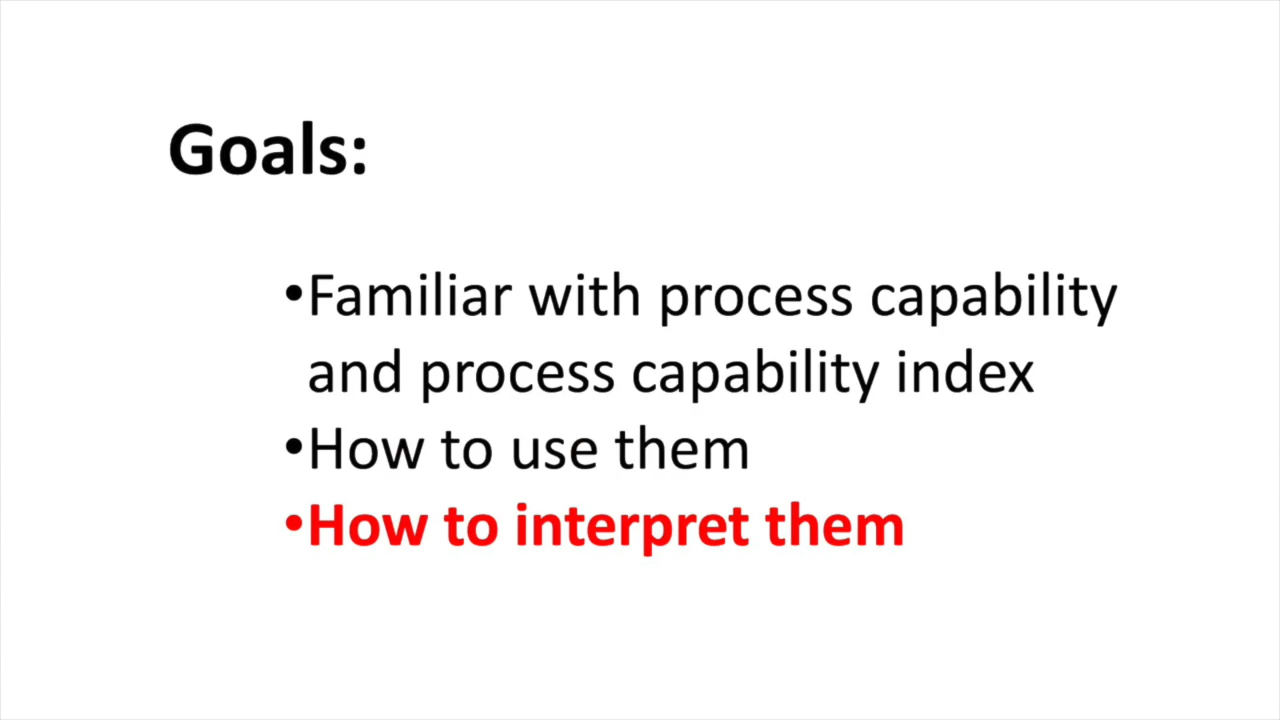 Goals:
•Familiar with process capability
and process capability index
•How to use them
•How to interpret them